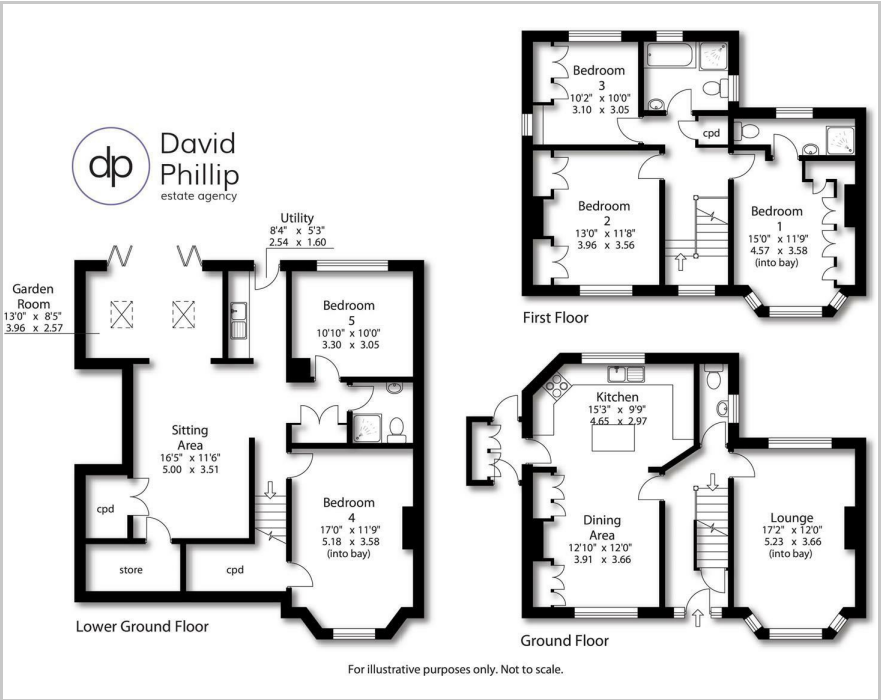 dp
David
Phillip
estate agency
Utility
8'4" x 5'3"
2.54 x 1.60
Garden
Room
13'0" x 8'5"
3.96 x 2.57
Bedroom
5
10'10" x 10'0"
3.30 x 3.05
Sitting
Area
16'5" x 11'6"
5.00 x 3.51
cpd
store
cpd
Bedroom
4
17'0" x 11'9"
5.18 x 3.58
(into bay)
Lower Ground Floor
Bedroom
3
10'2" x 10'0"
3.10 x 3.05
cpd
Bedroom
2
13'0" x 11'8"
3.96 x 3.56
Bedroom
1
15'0" x 11'9"
4.57 x 3.58
(into bay)
First Floor
Kitchen
15'3" x 9'9"
4.65 x 2.97
Dining
Area
12'10" x 12'0"
3.91 x 3.66
Lounge
17'2" x 12'0"
5.23 x 3.66
(into bay)
Ground Floor
For illustrative purposes only. Not to scale.